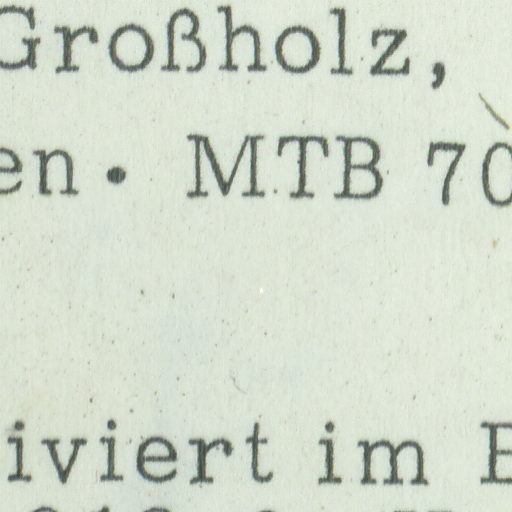 Großholz,
en. MTB 70
iviert im B